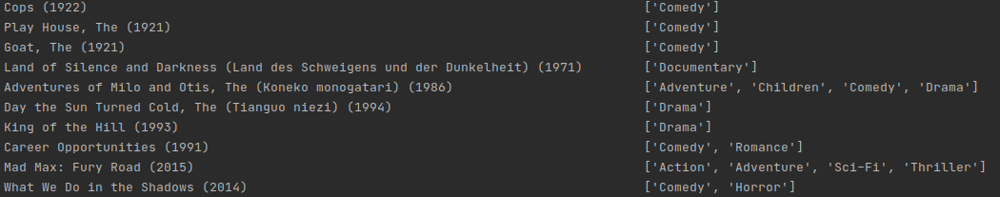 Cops (1922) ['Comedy']
Play House, The (1921) ['Comedy']
Goat, The (1921) ['Comedy']
Land of Silence and Darkness (Land des Schweigens und der Dunkelheit) (1971) ['Documentary']
Adventures of Milo and Otis, The (Koneko monogatari) (1986) ['Adventure', 'Children', 'Comedy', 'Drama']
Day the Sun Turned Cold, The (Tianguo niezi) (1994) ['Drama']
King of the Hill (1993) ['Drama']
Career Opportunities (1991) ['Comedy', 'Romance']
Mad Max: Fury Road (2015) ['Action', 'Adventure', 'Sci-Fi', 'Thriller']
What We Do in the Shadows (2014) ['Comedy', 'Horror']